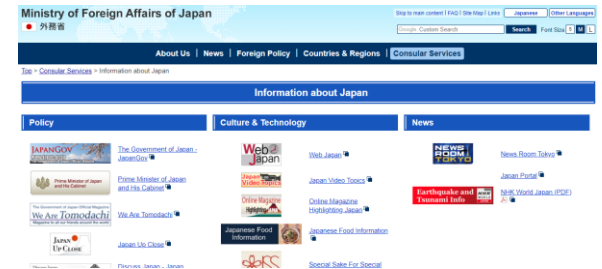 Ministry of Foreign Affairs of Japan
外務省
Skip to main content | FAQ | Site Map | Links
Japanese
Other Languages
Google Custom Search
Search
Font Size S M L
About Us | News | Foreign Policy | Countries & Regions | Consular Services
Top > Consular Services > Information about Japan
Information about Japan
Policy
JAPANGOV
The Government of Japan -
JapanGov
Prime Minister of Japan
and His Cabinet
Prime Minister of Japan
and His Cabinet
The Government of Japan Official Magazine
We Are Tomodachi
We Are Tomodachi
JAPAN
UP CLOSE
Japan Up Close
Discuss Japan - Japan
Culture & Technology
Web
Japan
Web Japan
Japan
Video Topics
Japan Video Topics
Online Magazine
Highlighting
Online Magazine
Highlighting Japan
Japanese Food
Information
Japanese Food Information
Special Sake For Special
News
NEWS
ROOM
TOKYO
News Room Tokyo
Japan Portal
Earthquake and
Tsunami Info
NHK World Japan (PDF)